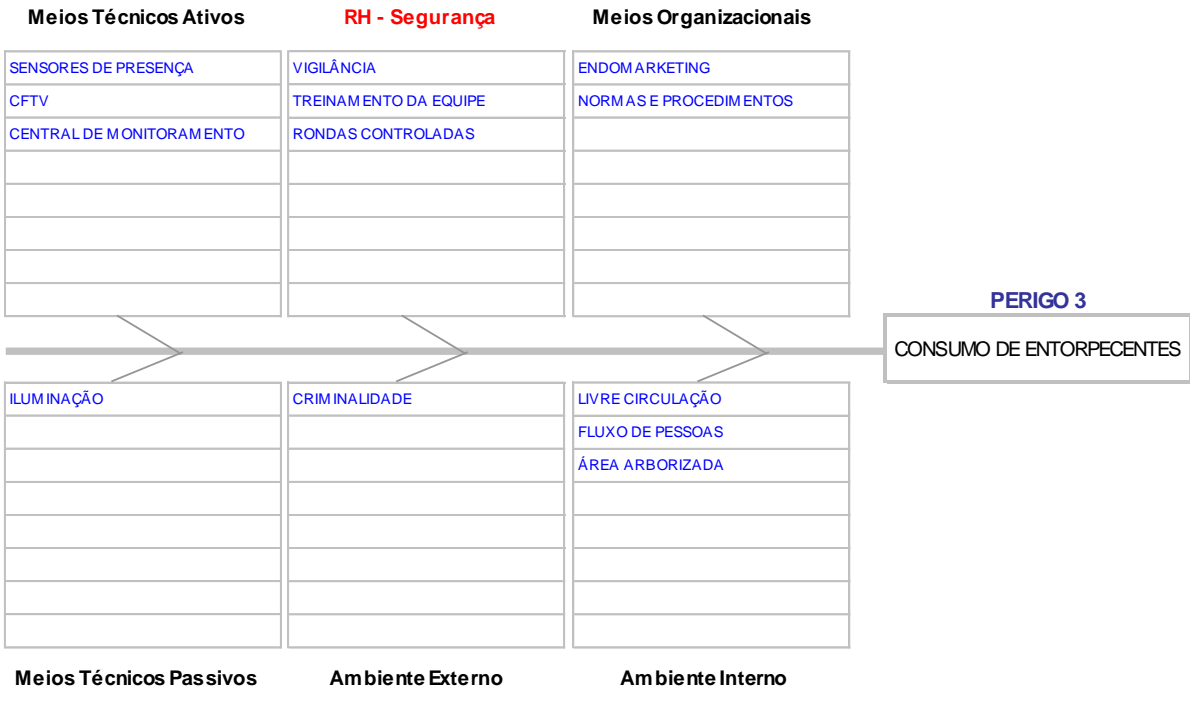 Meios Técnicos Ativos
RH - Segurança
Meios Organizacionais
SENSORES DE PRESENÇA
VIGILÂNCIA
ENDOMARKETING
CFTV
TREINAMENTO DA EQUIPE
NORMAS E PROCEDIMENTOS
CENTRAL DE MONITORAMENTO
RONDAS CONTROLADAS
PERIGO 3
CONSUMO DE ENTORPECENTES
ILUMINAÇÃO
CRIMINALIDADE
LIVRE CIRCULAÇÃO
FLUXO DE PESSOAS
ÁREA ARBORIZADA
Meios Técnicos Passivos
Ambiente Externo
Ambiente Interno